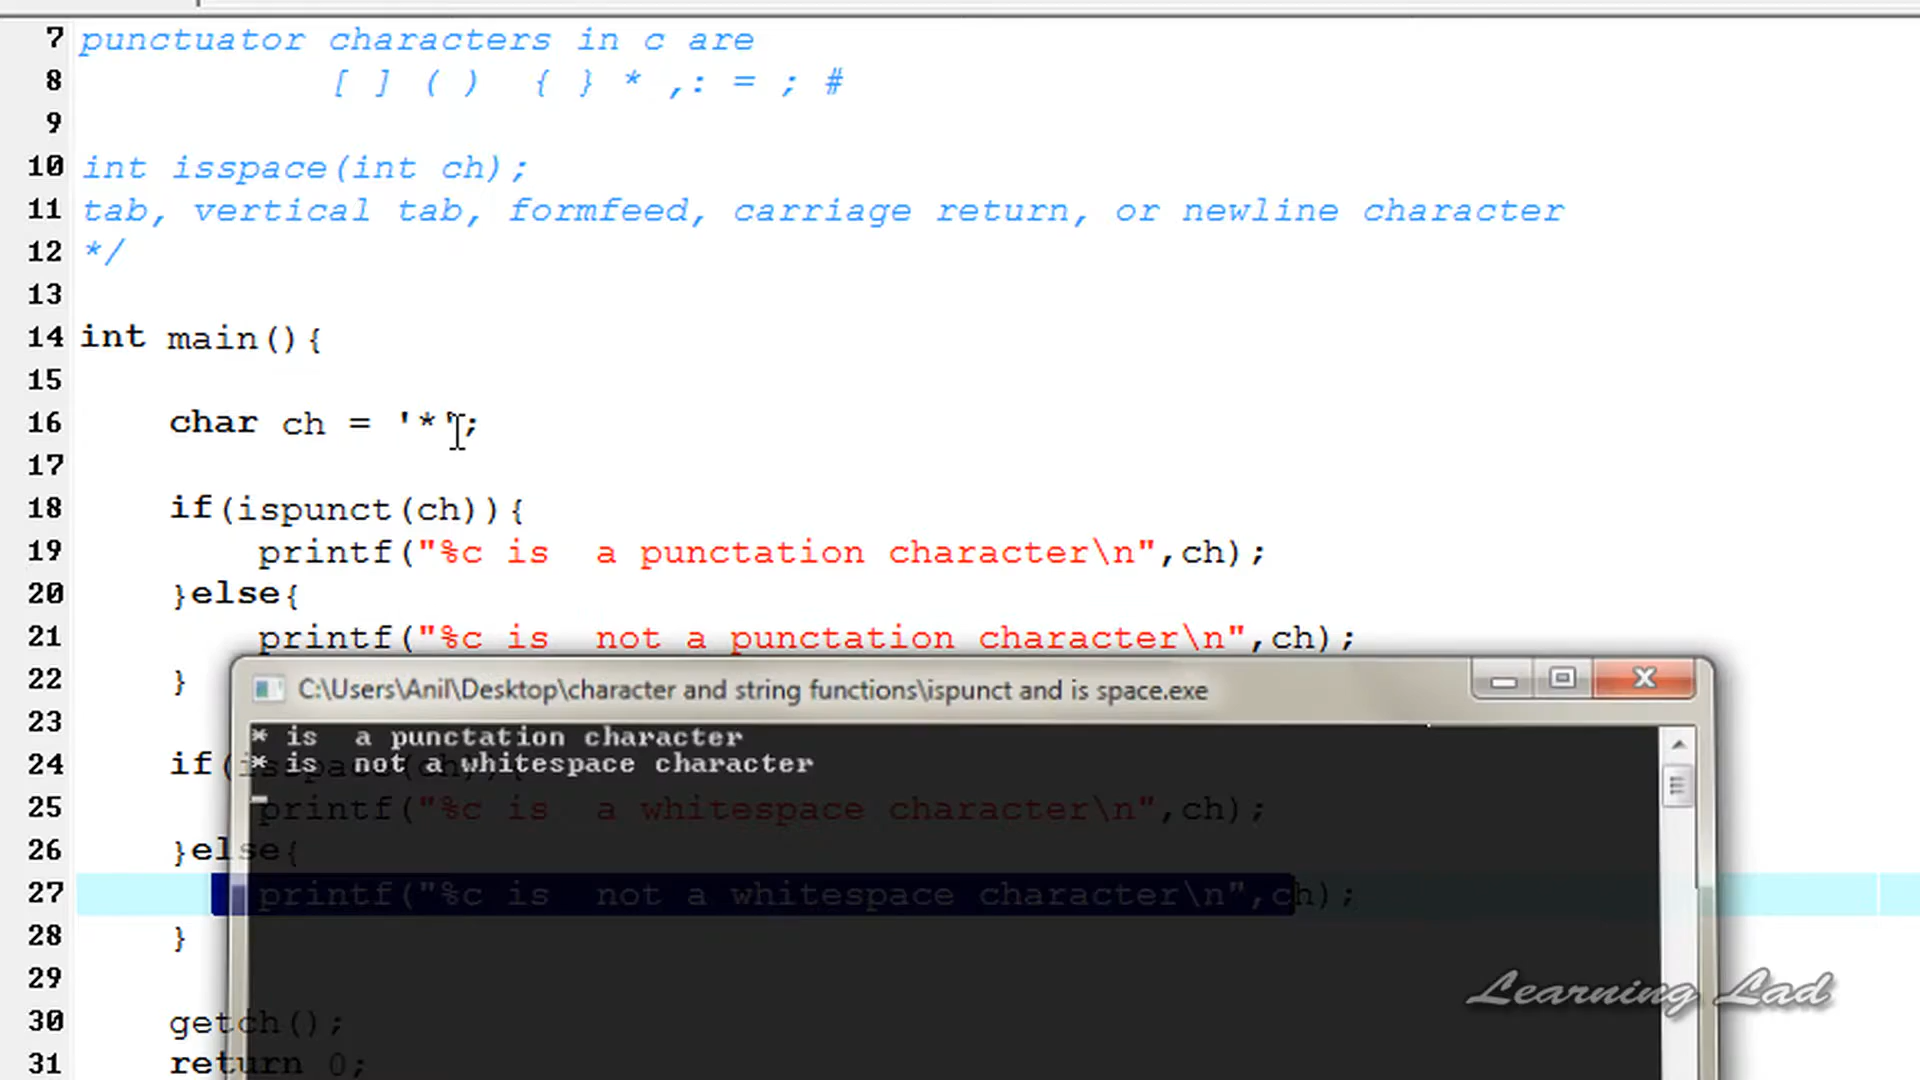 7 punctuator characters in c are
8 [ ] ( ) { } * ,: = ; #
9
10 int isspace(int ch);
11 tab, vertical tab, formfeed, carriage return, or newline character
12 */
13
14 int main(){
15
16 char ch = '*';
17
18 if(ispunct(ch)){
19 printf("%c is  a punctation character\n",ch);
20 }else{
21 printf("%c is  not a punctation character\n",ch);
22 }
23
24 if(isspace(ch)){
25 printf("%c is  a whitespace character\n",ch);
26 }else{
27 printf("%c is  not a whitespace character\n",ch);
28 }
29
30 getch();
31 return 0;
C:\Users\Anil\Desktop\character and string functions\ispunct and is space.exe
* is  a punctation character
* is  not a whitespace character
Learning Lad